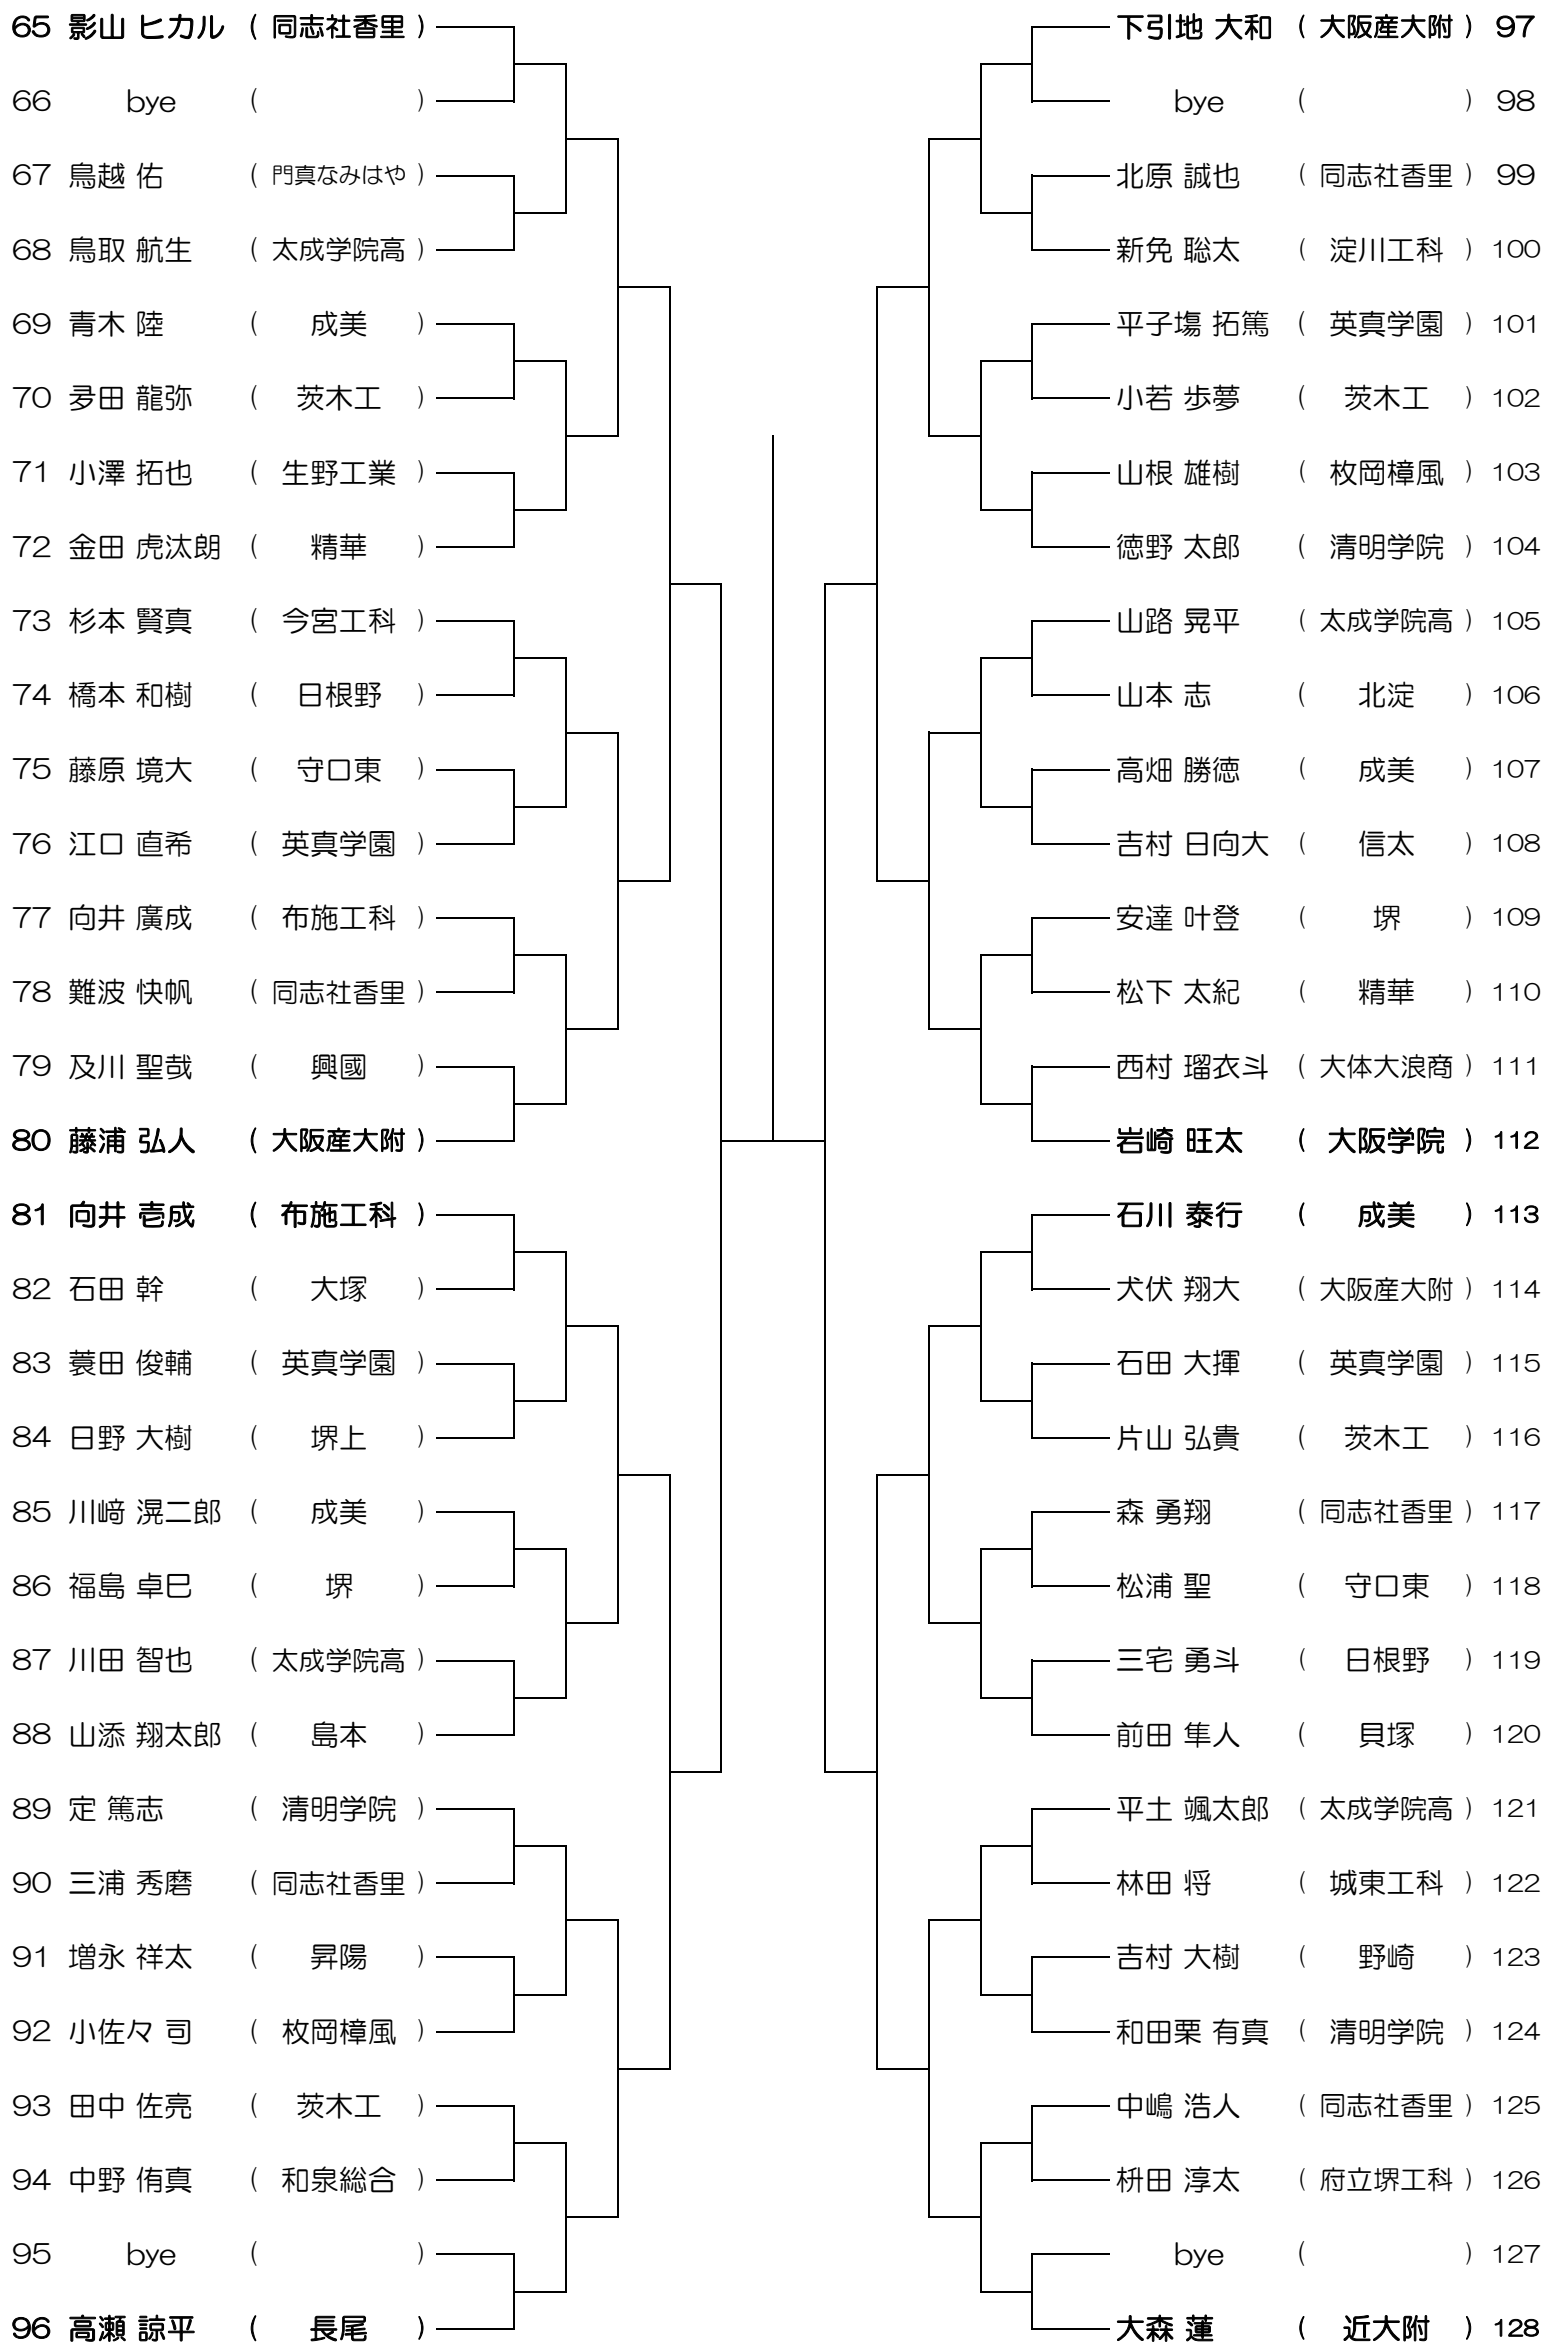 65 影山 ヒカル ( 同志社香里 )
66 bye ( )
67 鳥越 佑 ( 門真なみはや )
68 鳥取 航生 ( 太成学院高 )
69 青木 陸 ( 成美 )
70 夛田 龍弥 ( 茨木工 )
71 小澤 拓也 ( 生野工業 )
72 金田 虎汰朗 ( 精華 )
73 杉本 賢真 ( 今宮工科 )
74 橋本 和樹 ( 日根野 )
75 藤原 境大 ( 守口東 )
76 江口 直希 ( 英真学園 )
77 向井 廣成 ( 布施工科 )
78 難波 快帆 ( 同志社香里 )
79 及川 聖哉 ( 興國 )
80 藤浦 弘人 ( 大阪産大附 )
81 向井 壱成 ( 布施工科 )
82 石田 幹 ( 大塚 )
83 蓑田 俊輔 ( 英真学園 )
84 日野 大樹 ( 堺上 )
85 川﨑 滉二郎 ( 成美 )
86 福島 卓巳 ( 堺 )
87 川田 智也 ( 太成学院高 )
88 山添 翔太郎 ( 島本 )
89 定 篤志 ( 清明学院 )
90 三浦 秀磨 ( 同志社香里 )
91 増永 祥太 ( 昇陽 )
92 小佐々 司 ( 枚岡樟風 )
93 田中 佐亮 ( 茨木工 )
94 中野 侑真 ( 和泉総合 )
95 bye ( )
96 高瀬 諒平 ( 長尾 )
下引地 大和 ( 大阪産大附 ) 97
bye ( ) 98
北原 誠也 ( 同志社香里 ) 99
新免 聡太 ( 淀川工科 ) 100
平子塲 拓篤 ( 英真学園 ) 101
小若 歩夢 ( 茨木工 ) 102
山根 雄樹 ( 枚岡樟風 ) 103
徳野 太郎 ( 清明学院 ) 104
山路 晃平 ( 太成学院高 ) 105
山本 志 ( 北淀 ) 106
高畑 勝徳 ( 成美 ) 107
吉村 日向大 ( 信太 ) 108
安達 叶登 ( 堺 ) 109
松下 太紀 ( 精華 ) 110
西村 瑠衣斗 ( 大体大浪商 ) 111
岩崎 旺太 ( 大阪学院 ) 112
石川 泰行 ( 成美 ) 113
犬伏 翔大 ( 大阪産大附 ) 114
石田 大揮 ( 英真学園 ) 115
片山 弘貴 ( 茨木工 ) 116
森 勇翔 ( 同志社香里 ) 117
松浦 聖 ( 守口東 ) 118
三宅 勇斗 ( 日根野 ) 119
前田 隼人 ( 貝塚 ) 120
平土 颯太郎 ( 太成学院高 ) 121
林田 将 ( 城東工科 ) 122
吉村 大樹 ( 野崎 ) 123
和田栗 有真 ( 清明学院 ) 124
中嶋 浩人 ( 同志社香里 ) 125
枡田 淳太 ( 府立堺工科 ) 126
bye ( ) 127
大森 蓮 ( 近大附 ) 128